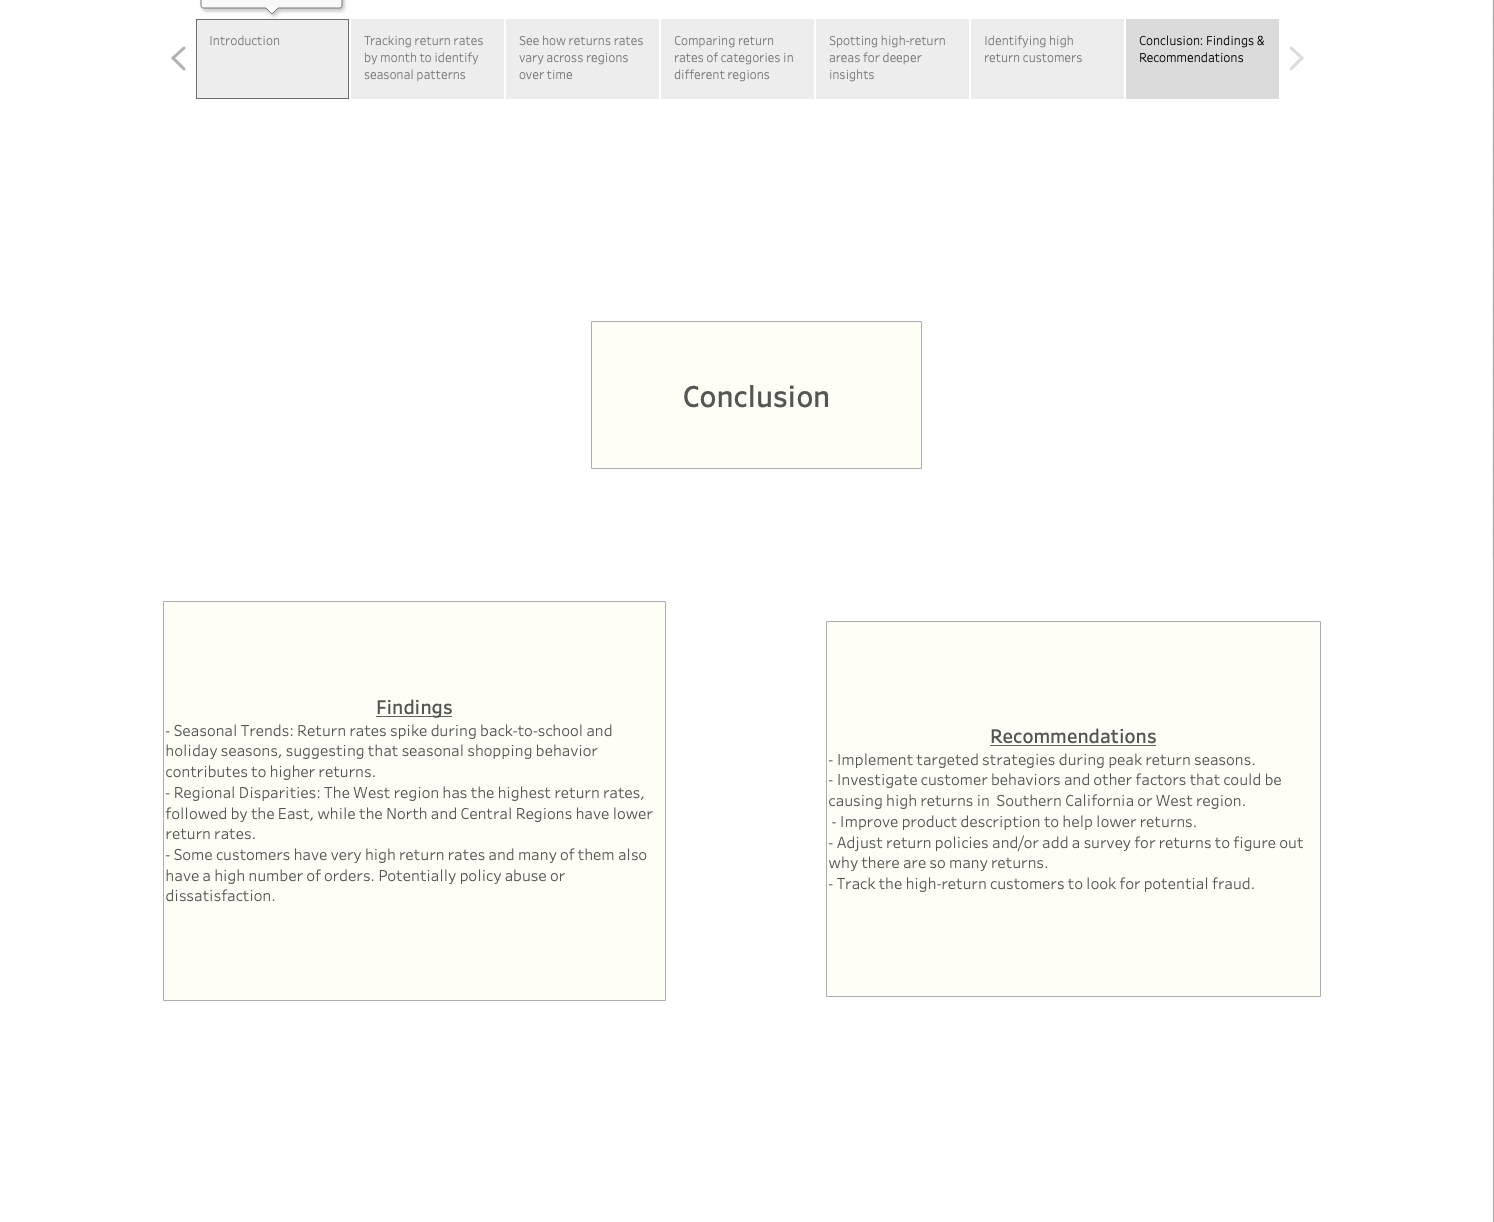 Introduction
Tracking return rates
by month to identify
seasonal patterns
See how returns rates
vary across regions
over time
Comparing return
rates of categories in
different regions
Spotting high-return
areas for deeper
insights
Identifying high
return customers
Conclusion: Findings &
Recommendations
Conclusion
Findings
- Seasonal Trends: Return rates spike during back-to-school and
holiday seasons, suggesting that seasonal shopping behavior
contributes to higher returns.
- Regional Disparities: The West region has the highest return rates,
followed by the East, while the North and Central Regions have lower
return rates.
- Some customers have very high return rates and many of them also
have a high number of orders. Potentially policy abuse or
dissatisfaction.
Recommendations
- Implement targeted strategies during peak return seasons.
- Investigate customer behaviors and other factors that could be
causing high returns in  Southern California or West region.
- Improve product description to help lower returns.
- Adjust return policies and/or add a survey for returns to figure out
why there are so many returns.
- Track the high-return customers to look for potential fraud.